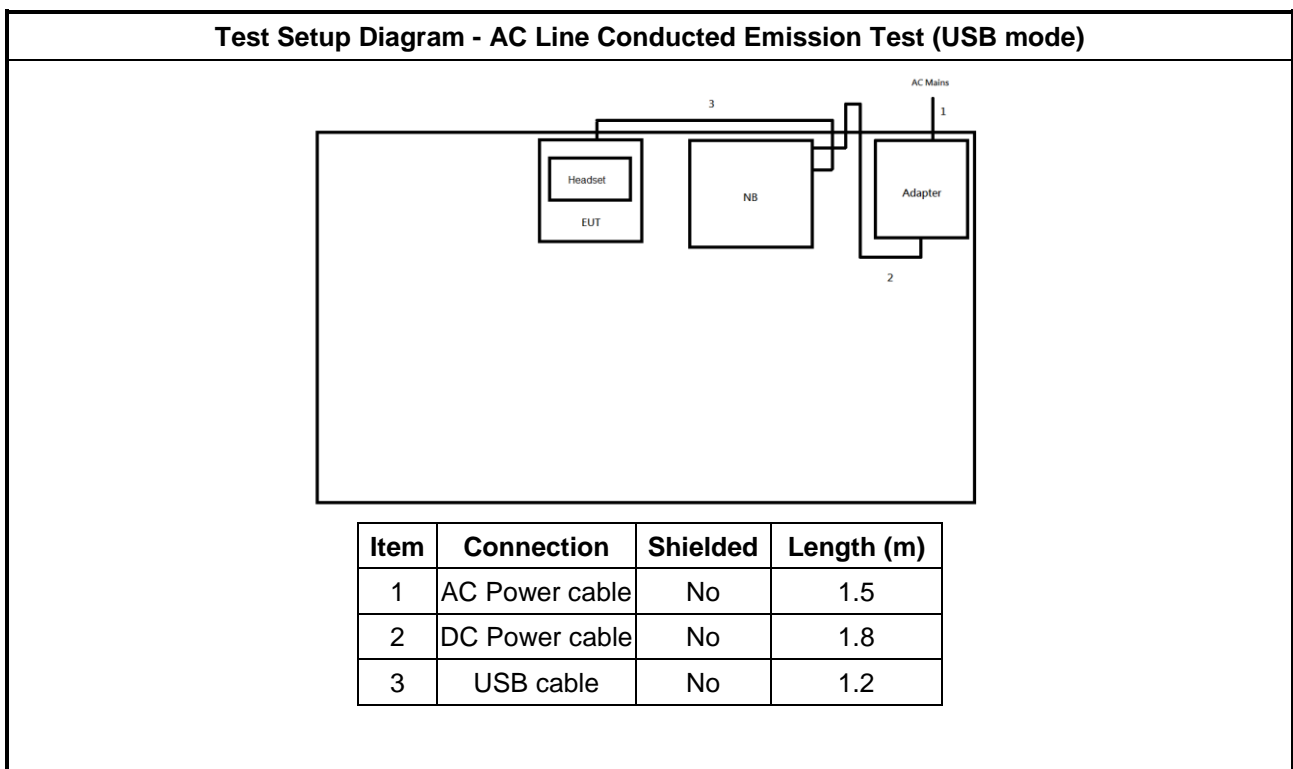 Test Setup Diagram - AC Line Conducted Emission Test (USB mode)
AC Mains
3
1
Headset
EUT
NB
Adapter
2
Item Connection Shielded Length (m)
1 AC Power cable No 1.5
2 DC Power cable No 1.8
3 USB cable No 1.2